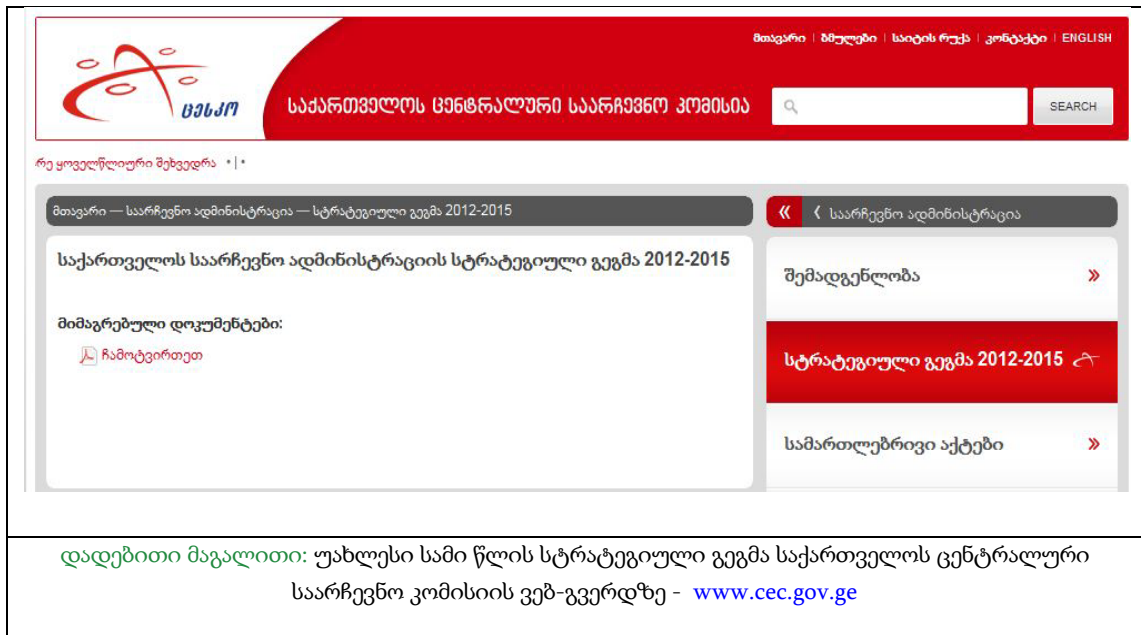 მთავარი | ბმულები | საიტის რუქა | კონტაქტი | ENGLISH
ცესკო
საქართველოს ცენტრალური საარჩევნო კომისია
SEARCH
რე ყოველწლიური შეხვედრა • | •
მთავარი — საარჩევნო ადმინისტრაცია — სტრატეგიული გეგმა 2012-2015
« ‹ საარჩევნო ადმინისტრაცია
საქართველოს საარჩევნო ადმინისტრაციის სტრატეგიული გეგმა 2012-2015
მიმაგრებული დოკუმენტები:
ჩამოტვირთეთ
შემადგენლობა »
სტრატეგიული გეგმა 2012-2015
სამართლებრივი აქტები »
დადებითი მაგალითი: უახლესი სამი წლის სტრატეგიული გეგმა საქართველოს ცენტრალური
საარჩევნო კომისიის ვებ-გვერდზე - www.cec.gov.ge